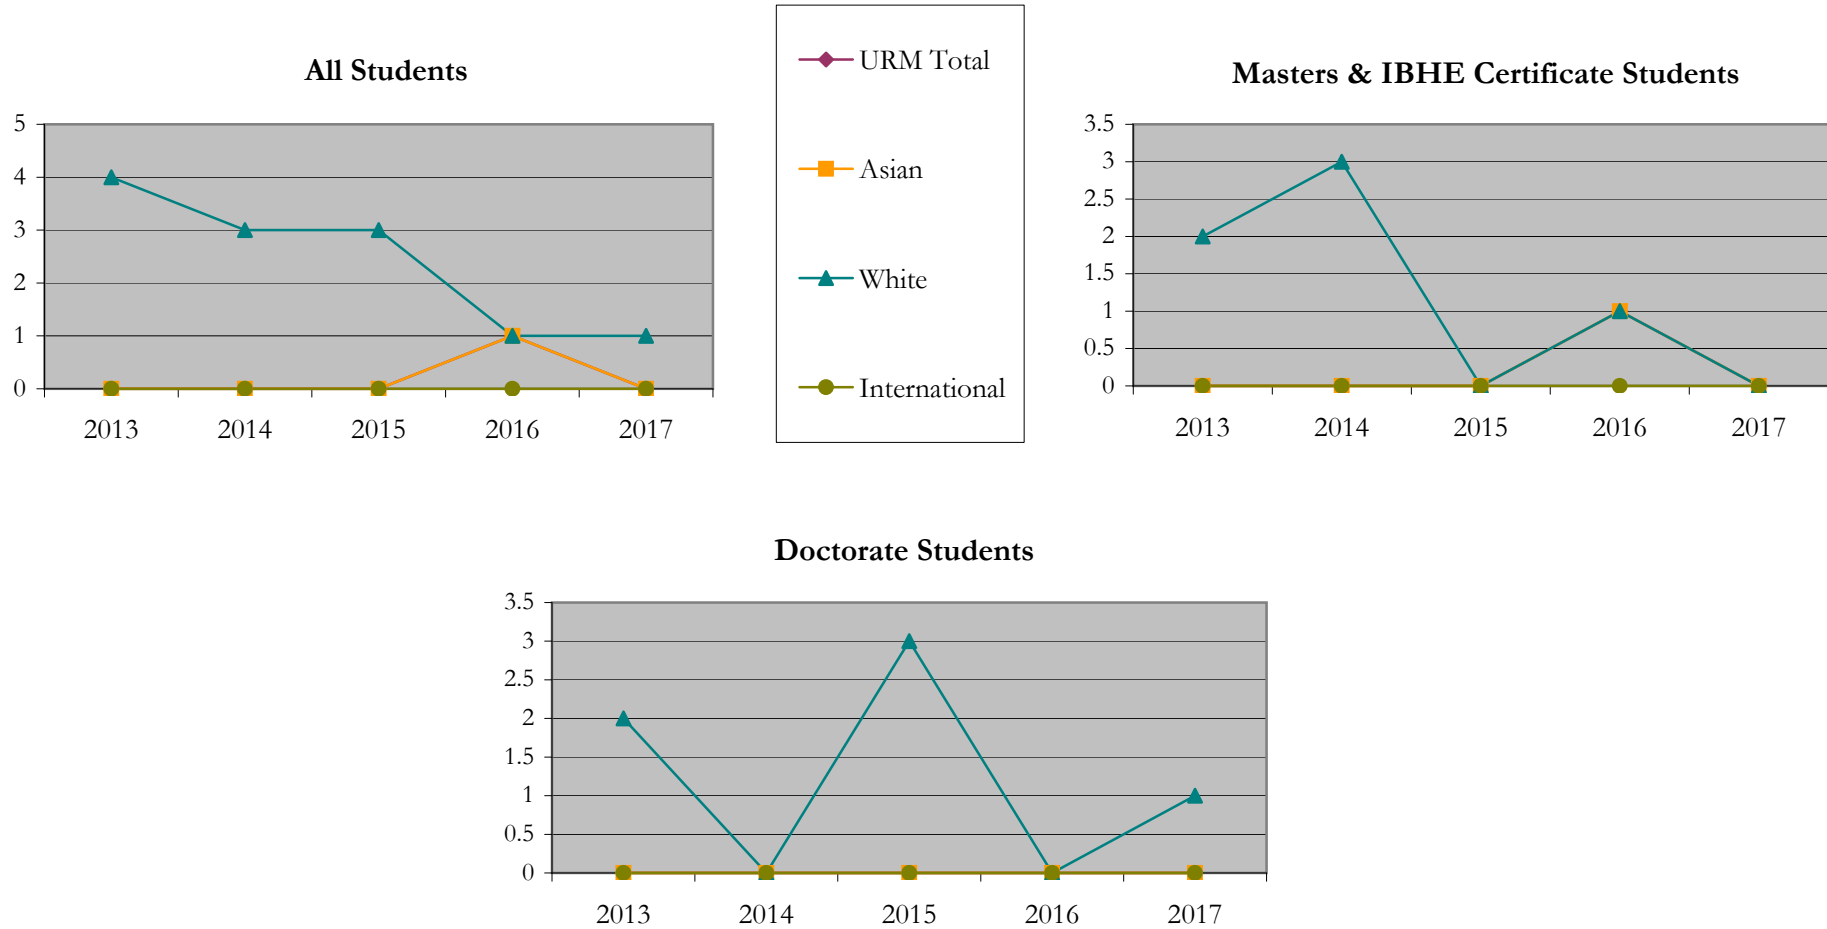 All Students
5
4
3
2
1
0
2013 2014 2015 2016 2017
URM Total
Asian
White
International
Masters & IBHE Certificate Students
3.5
3
2.5
2
1.5
1
0.5
0
2013 2014 2015 2016 2017
Doctorate Students
3.5
3
2.5
2
1.5
1
0.5
0
2013 2014 2015 2016 2017